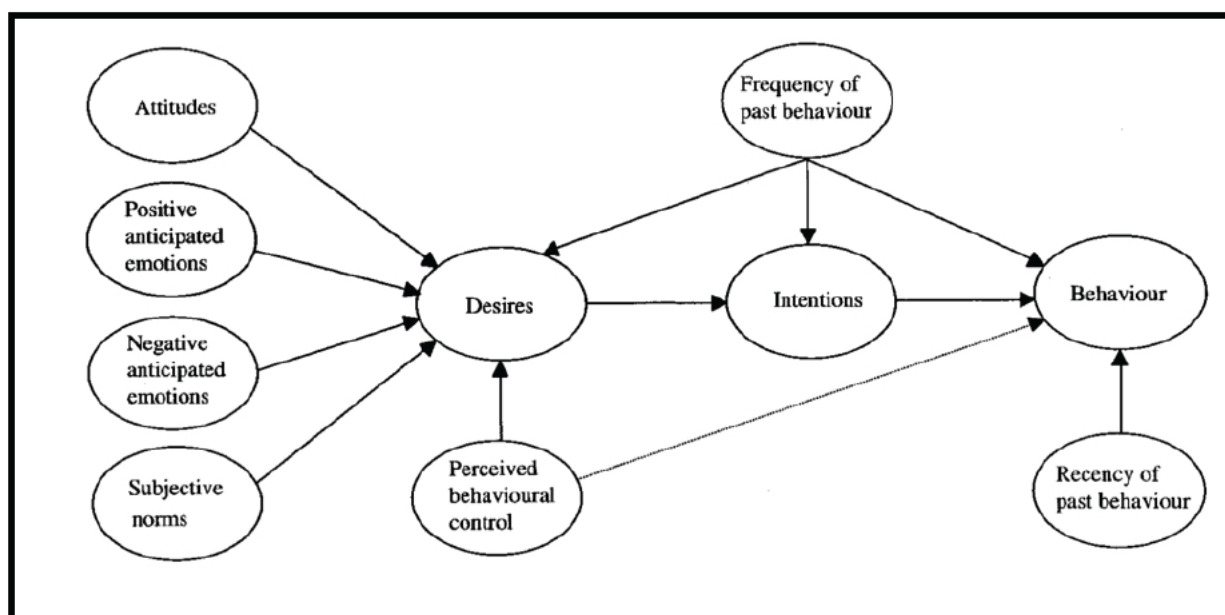 Attitudes
Frequency of
past behaviour
Positive
anticipated
emotions
Desires
Intentions
Behaviour
Negative
anticipated
emotions
Subjective
norms
Perceived
behavioural
control
Recency of
past behaviour